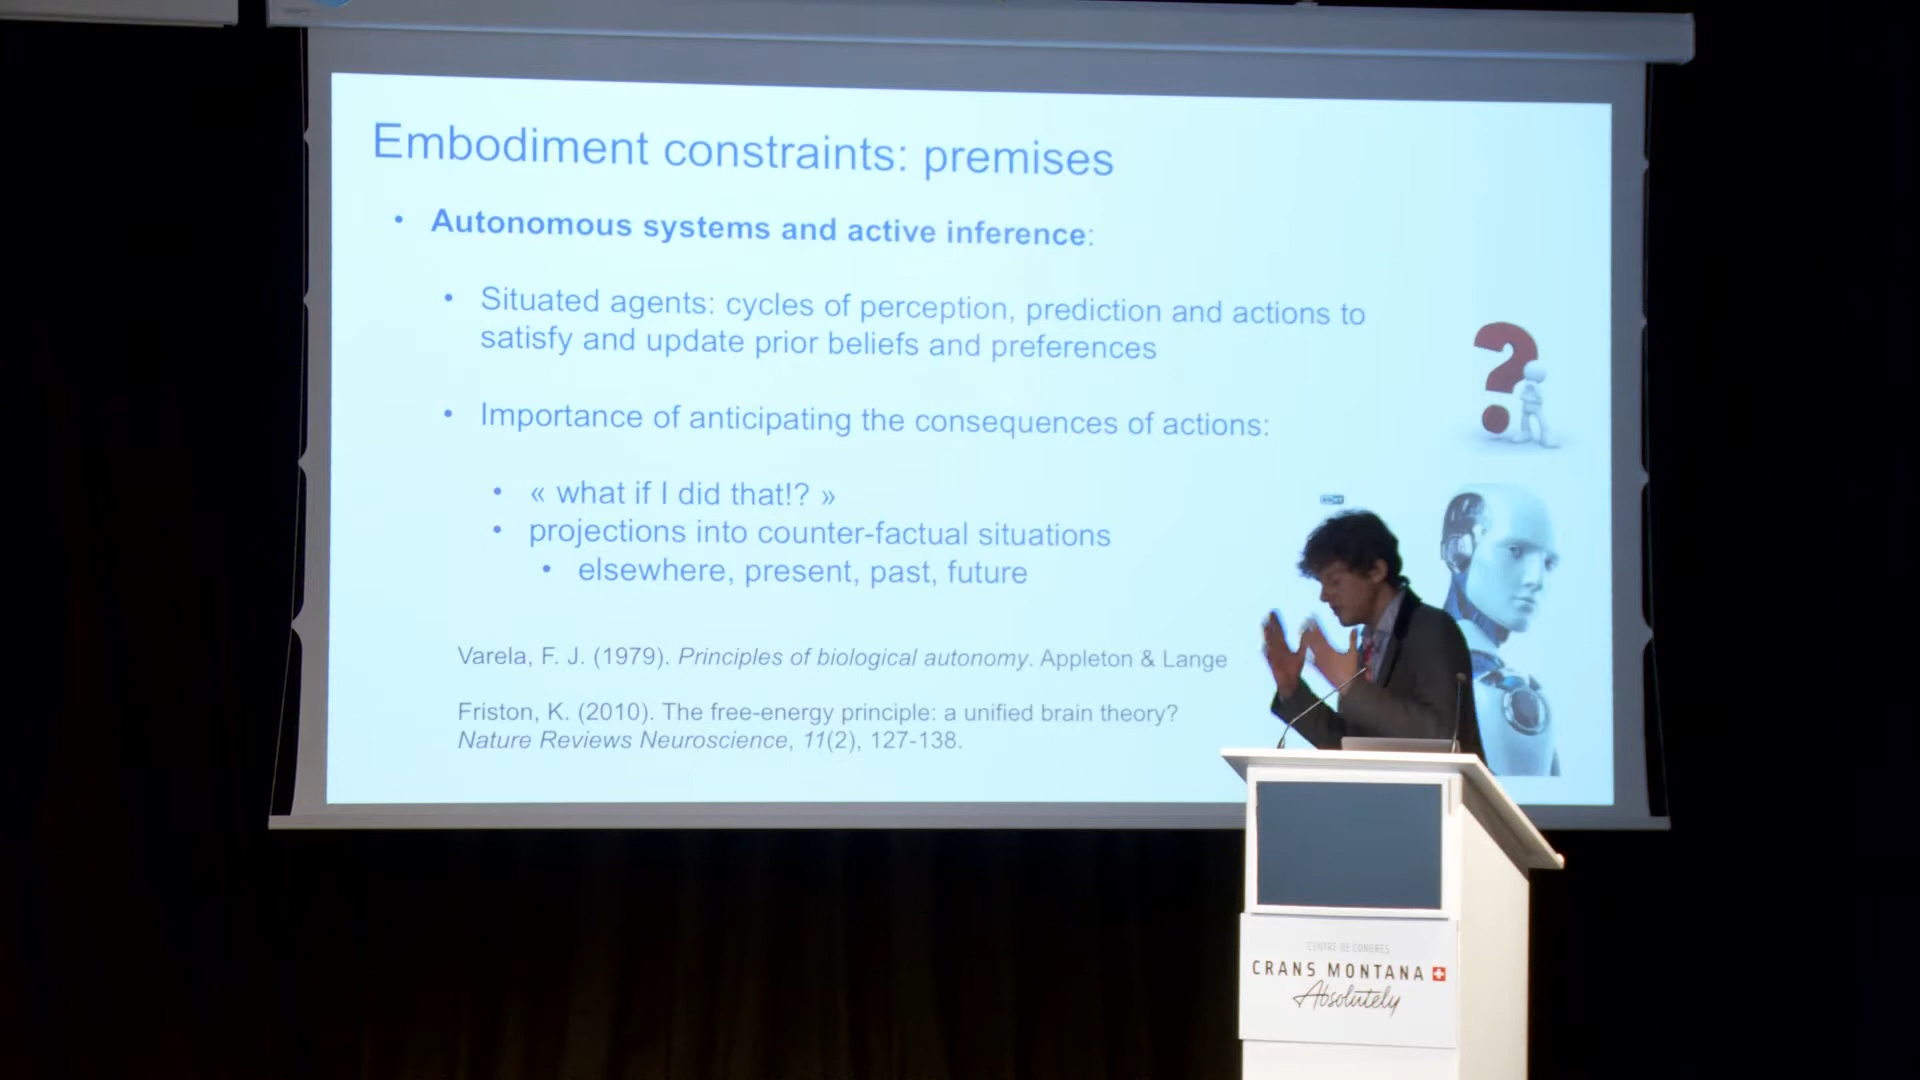 Embodiment constraints: premises
• Autonomous systems and active inference:
• Situated agents: cycles of perception, prediction and actions to
satisfy and update prior beliefs and preferences
• Importance of anticipating the consequences of actions:
• « what if I did that!? »
• projections into counter-factual situations
• elsewhere, present, past, future
Varela, F. J. (1979). Principles of biological autonomy. Appleton & Lange
Friston, K. (2010). The free-energy principle: a unified brain theory?
Nature Reviews Neuroscience, 11(2), 127-138.
CENTRE DE CONGRES
CRANS MONTANA
Absolutely